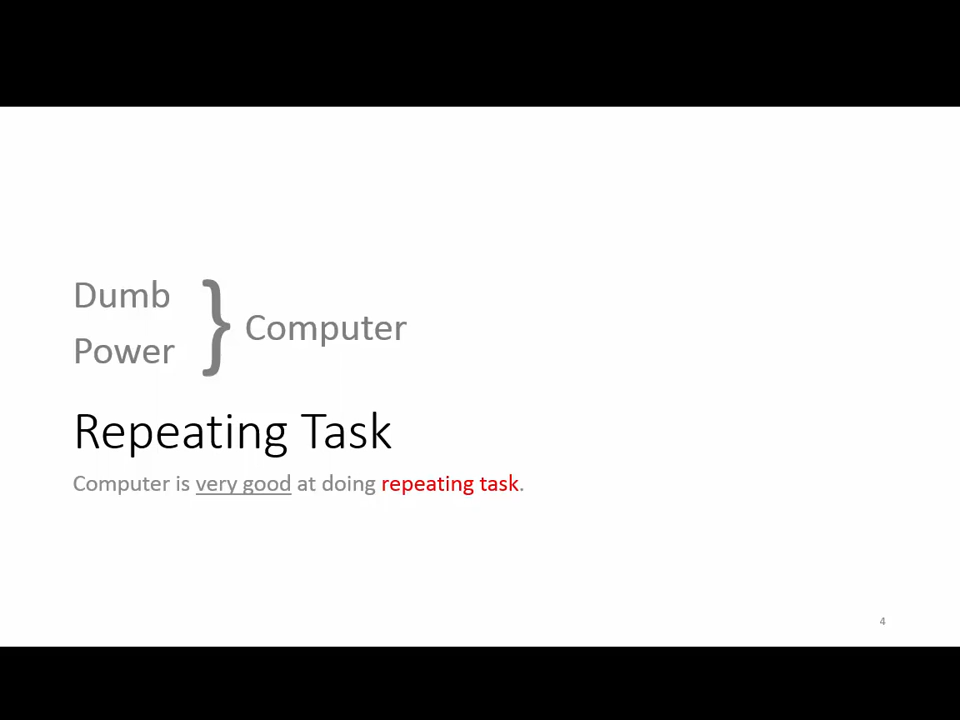 Dumb
Power
} Computer
Repeating Task
Computer is very good at doing repeating task.
4